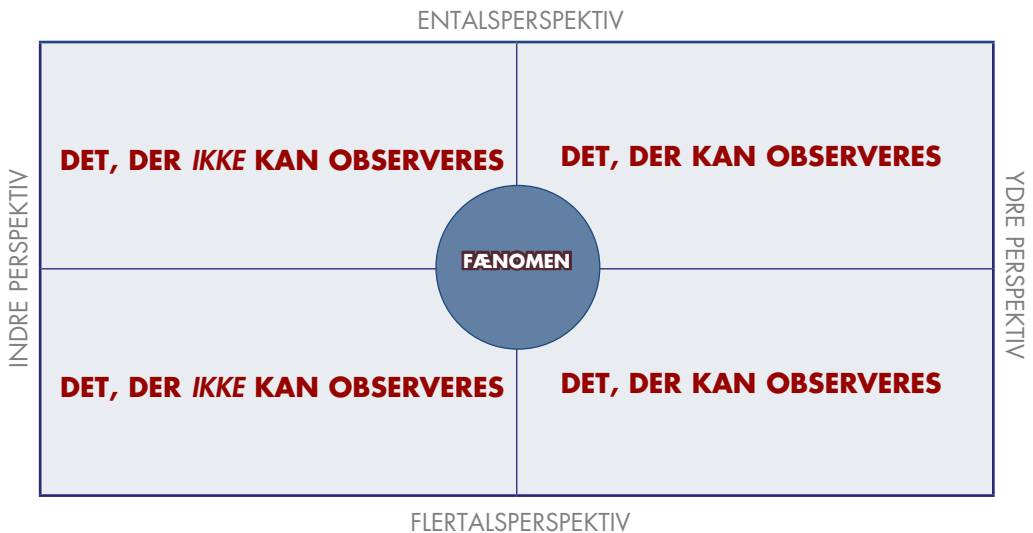 ENTALSPERSPEKTIV
DET, DER IKKE KAN OBSERVERES
DET, DER KAN OBSERVERES
INDRE PERSPEKTIV
FÆNOMEN
YDRE PERSPEKTIV
DET, DER IKKE KAN OBSERVERES
DET, DER KAN OBSERVERES
FLERTALSPERSPEKTIV